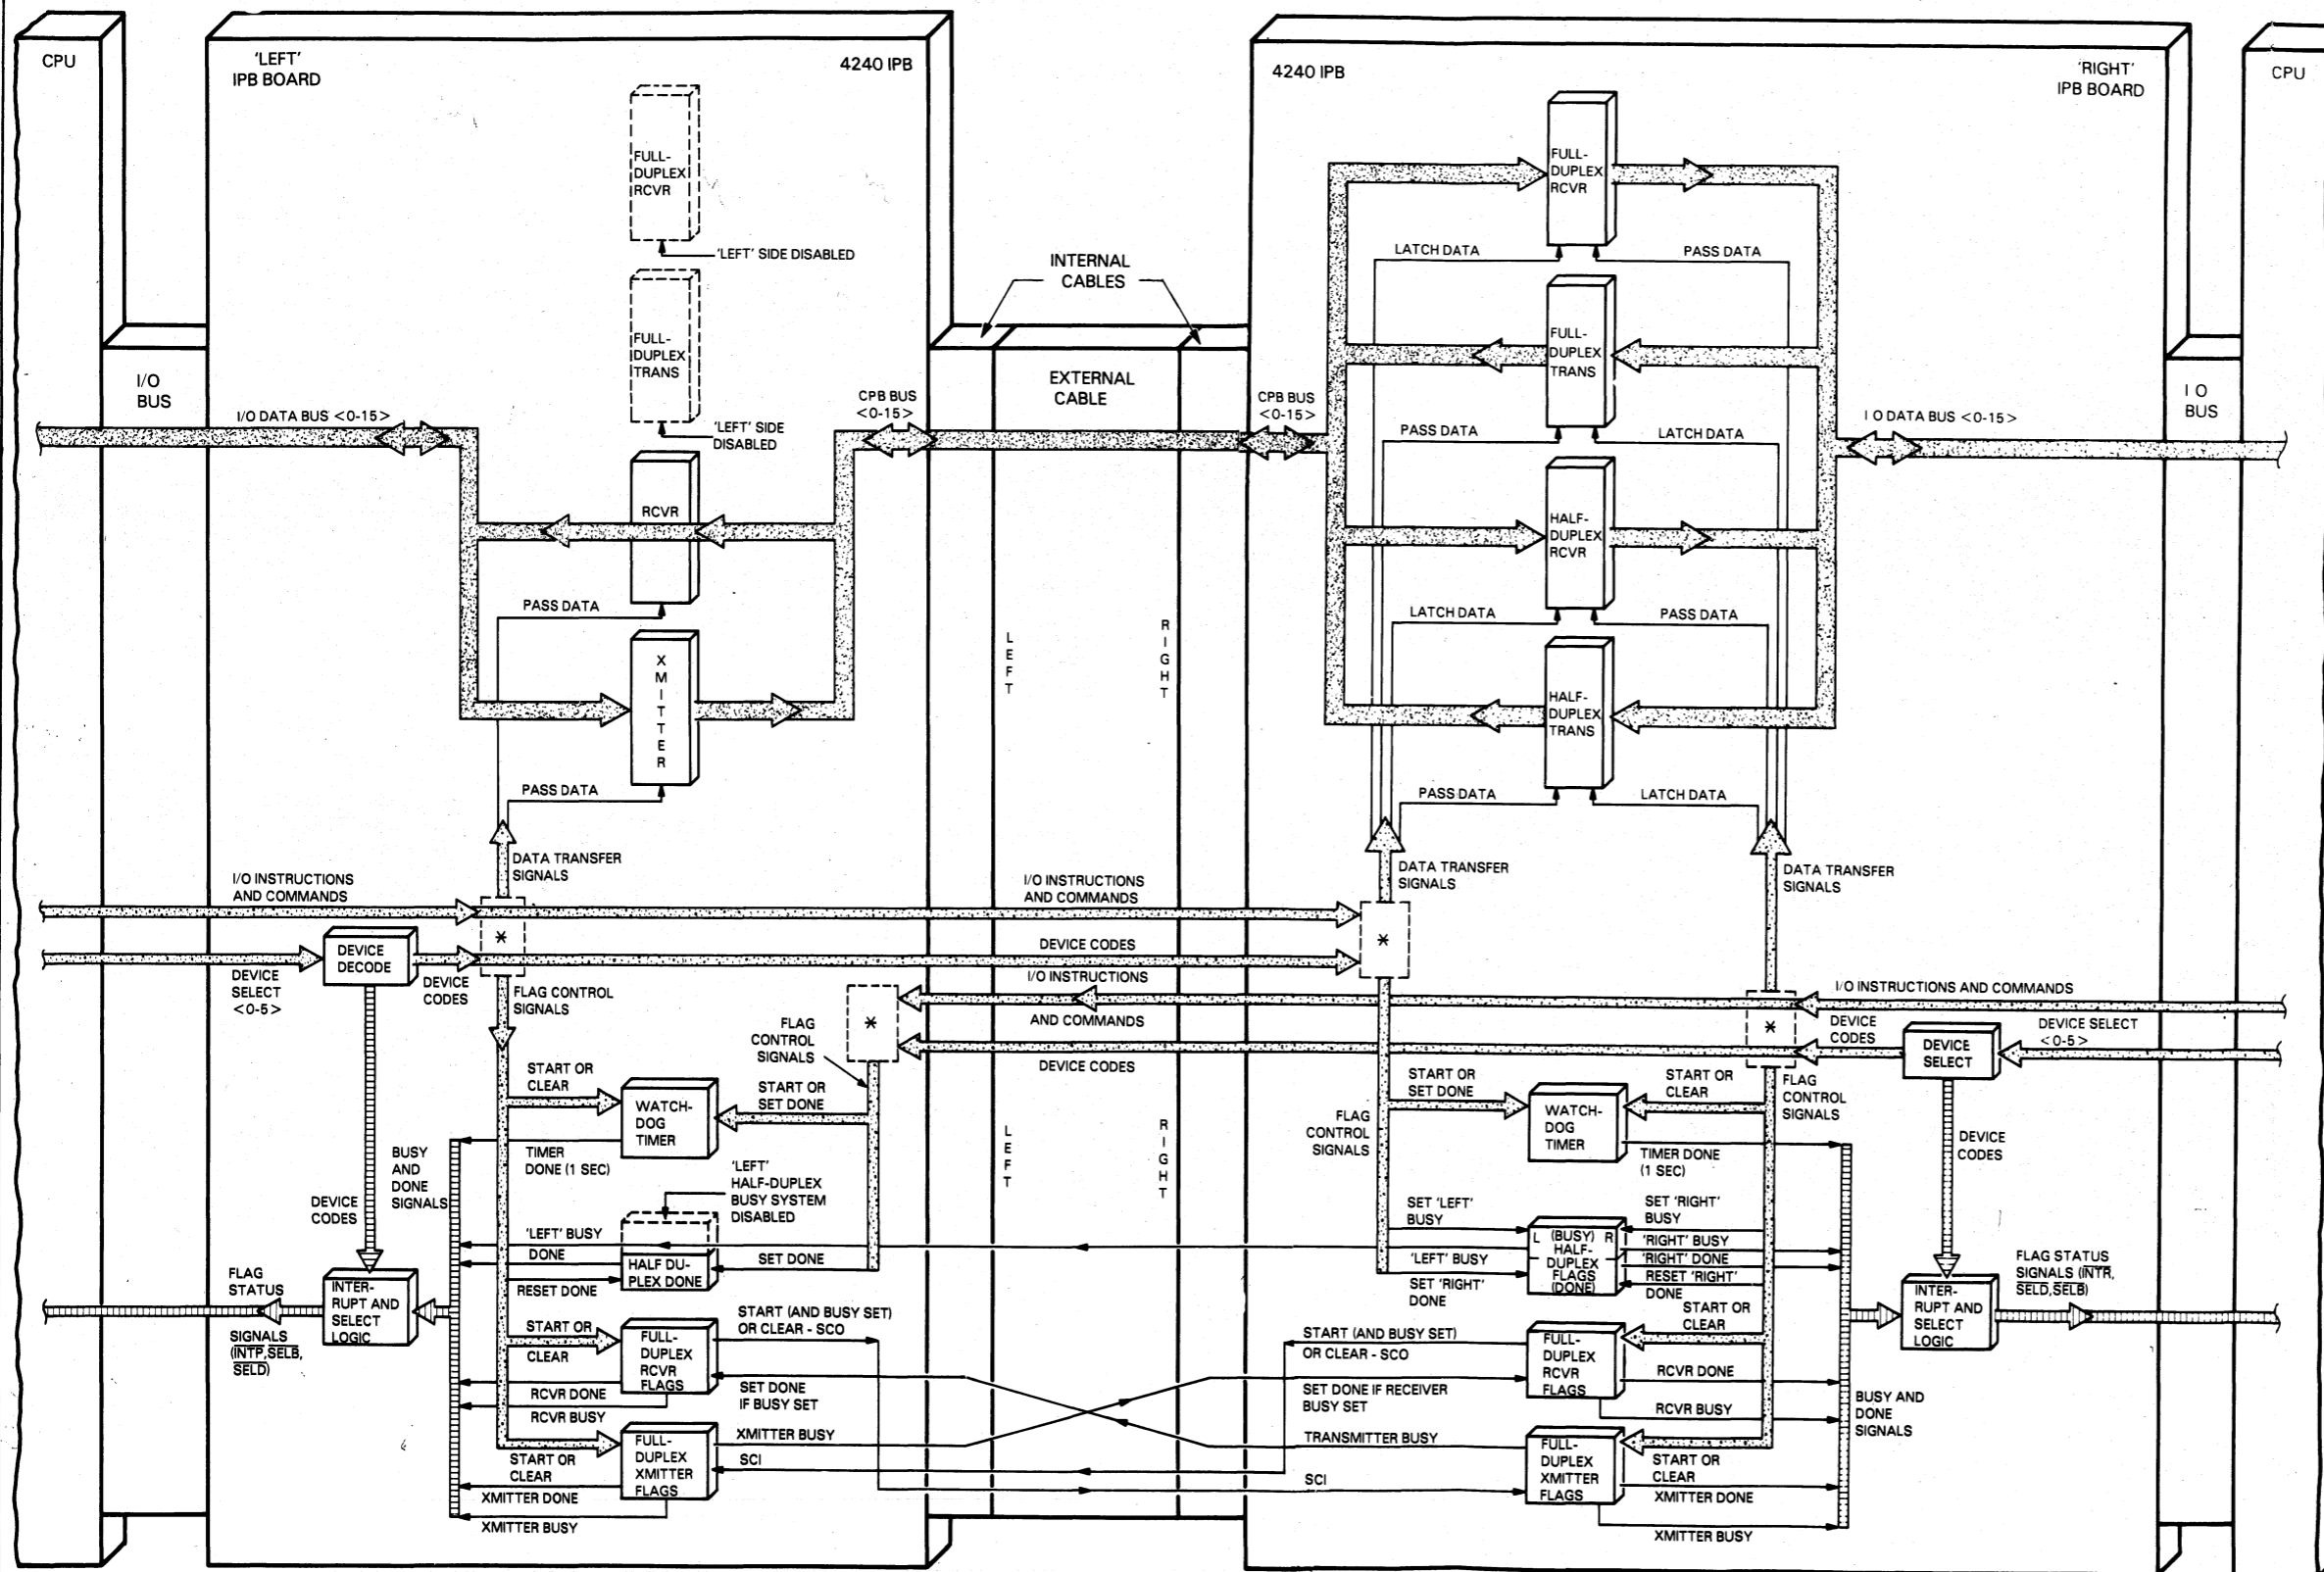 CPU
'LEFT'
IPB BOARD
4240 IPB
4240 IPB
'RIGHT'
IPB BOARD
CPU
FULL-
DUPLEX
RCVR
'LEFT' SIDE DISABLED
FULL-
DUPLEX
TRANS
'LEFT' SIDE
DISABLED
I/O
BUS
I/O DATA BUS <0-15>
CPB BUS
<0-15>
RCVR
PASS DATA
X
M
I
T
T
E
R
PASS DATA
DATA TRANSFER
SIGNALS
INTERNAL
CABLES
EXTERNAL
CABLE
L
E
F
T
R
I
G
H
T
CPB BUS
<0-15>
FULL-
DUPLEX
RCVR
LATCH DATA
PASS DATA
FULL-
DUPLEX
TRANS
PASS DATA
LATCH DATA
HALF-
DUPLEX
RCVR
LATCH DATA
PASS DATA
HALF-
DUPLEX
TRANS
PASS DATA
LATCH DATA
I O DATA BUS <0-15>
I O
BUS
DATA TRANSFER
SIGNALS
DATA TRANSFER
SIGNALS
I/O INSTRUCTIONS
AND COMMANDS
I/O INSTRUCTIONS
AND COMMANDS
*
*
DEVICE
DECODE
DEVICE
SELECT
<0-5>
DEVICE
CODES
DEVICE CODES
I/O INSTRUCTIONS
AND COMMANDS
DEVICE CODES
I/O INSTRUCTIONS AND COMMANDS
*
*
DEVICE
CODES
DEVICE
SELECT
DEVICE SELECT
<0-5>
FLAG CONTROL
SIGNALS
FLAG
CONTROL
SIGNALS
START OR
CLEAR
WATCH-
DOG
TIMER
START OR
SET DONE
TIMER
DONE (1 SEC)
BUSY
AND
DONE
SIGNALS
DEVICE
CODES
'LEFT'
HALF-DUPLEX
BUSY SYSTEM
DISABLED
'LEFT' BUSY
DONE
HALF DU-
PLEX DONE
SET DONE
RESET DONE
FLAG
STATUS
SIGNALS
(INTP,SELB,
SELD)
INTER-
RUPT AND
SELECT
LOGIC
START OR
CLEAR
FULL-
DUPLEX
RCVR
FLAGS
START (AND BUSY SET)
OR CLEAR - SCO
RCVR DONE
RCVR BUSY
SET DONE
IF BUSY SET
FULL-
DUPLEX
XMITTER
FLAGS
XMITTER BUSY
SCI
START OR
CLEAR
XMITTER DONE
XMITTER BUSY
L
E
F
T
R
I
G
H
T
START OR
SET DONE
FLAG
CONTROL
SIGNALS
WATCH-
DOG
TIMER
START OR
CLEAR
FLAG
CONTROL
SIGNALS
TIMER DONE
(1 SEC)
DEVICE
CODES
SET 'LEFT'
BUSY
SET 'RIGHT'
BUSY
L (BUSY) R
HALF-
DUPLEX
FLAGS
(DONE)
'RIGHT' BUSY
'RIGHT' DONE
'LEFT' BUSY
RESET 'RIGHT'
DONE
SET 'RIGHT'
DONE
FLAG STATUS
SIGNALS (INTR,
SELD,SELB)
INTER-
RUPT AND
SELECT
LOGIC
START OR
CLEAR
START (AND BUSY SET)
OR CLEAR - SCO
FULL-
DUPLEX
RCVR
FLAGS
RCVR DONE
RCVR BUSY
SET DONE IF RECEIVER
BUSY SET
BUSY AND
DONE
SIGNALS
TRANSMITTER BUSY
SCI
FULL-
DUPLEX
XMITTER
FLAGS
START OR
CLEAR
XMITTER DONE
XMITTER BUSY